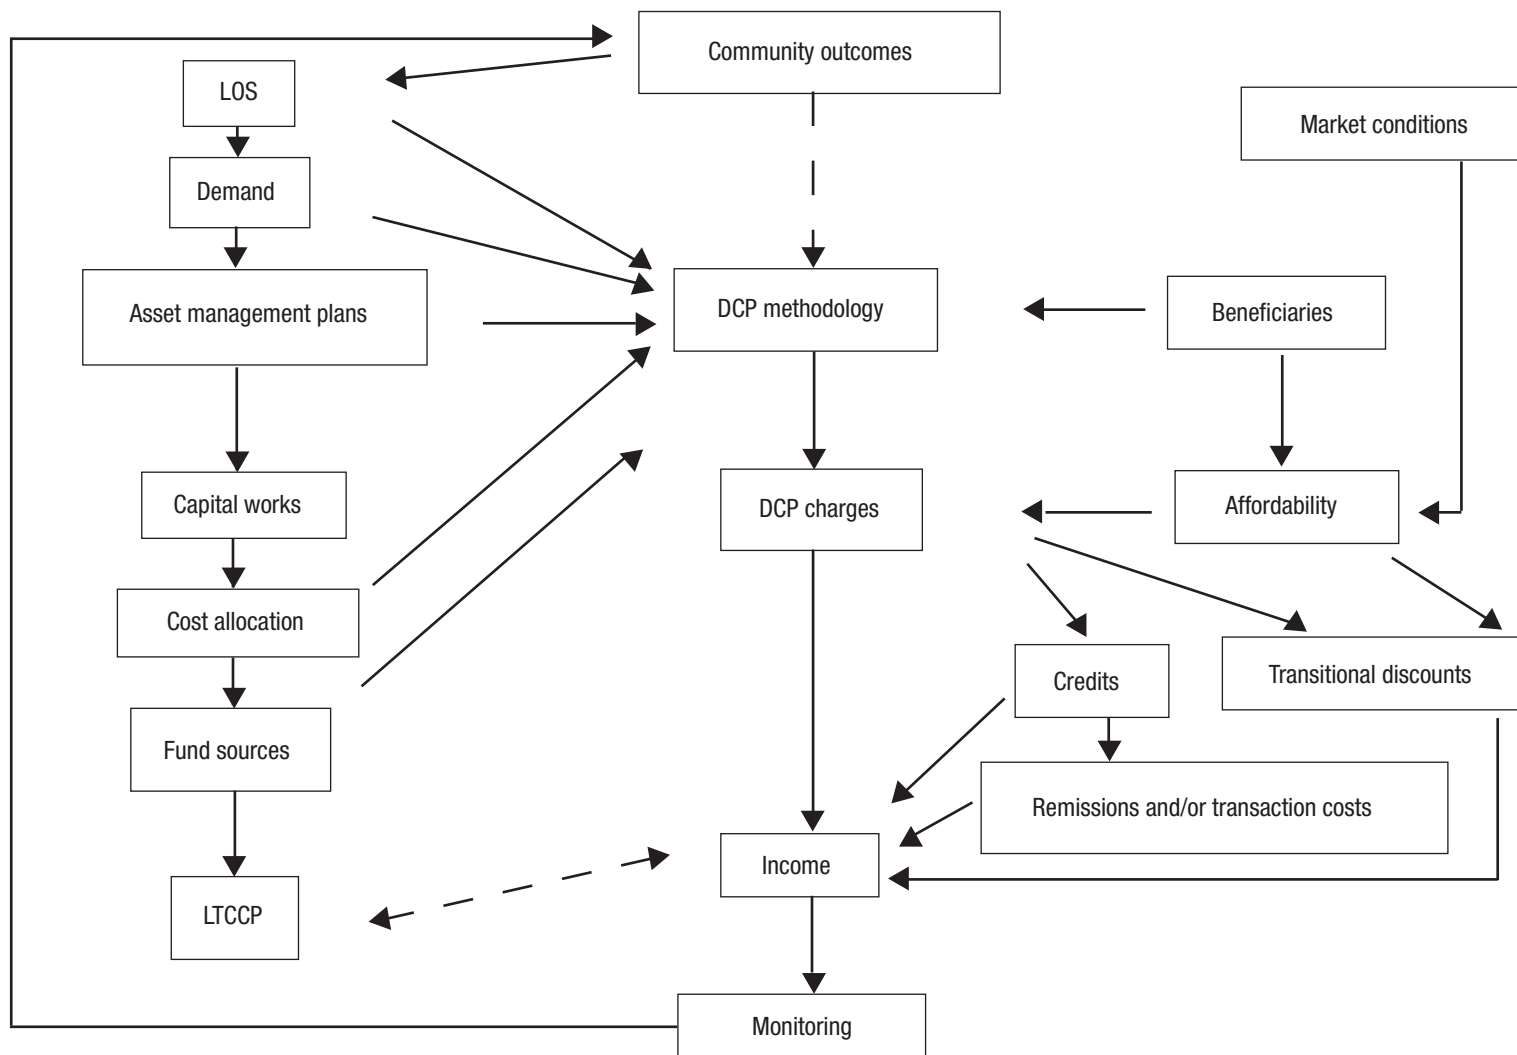 Community outcomes
LOS
Market conditions
Demand
Asset management plans
DCP methodology
Beneficiaries
Capital works
DCP charges
Affordability
Cost allocation
Credits
Transitional discounts
Fund sources
Remissions and/or transaction costs
Income
LTCCP
Monitoring